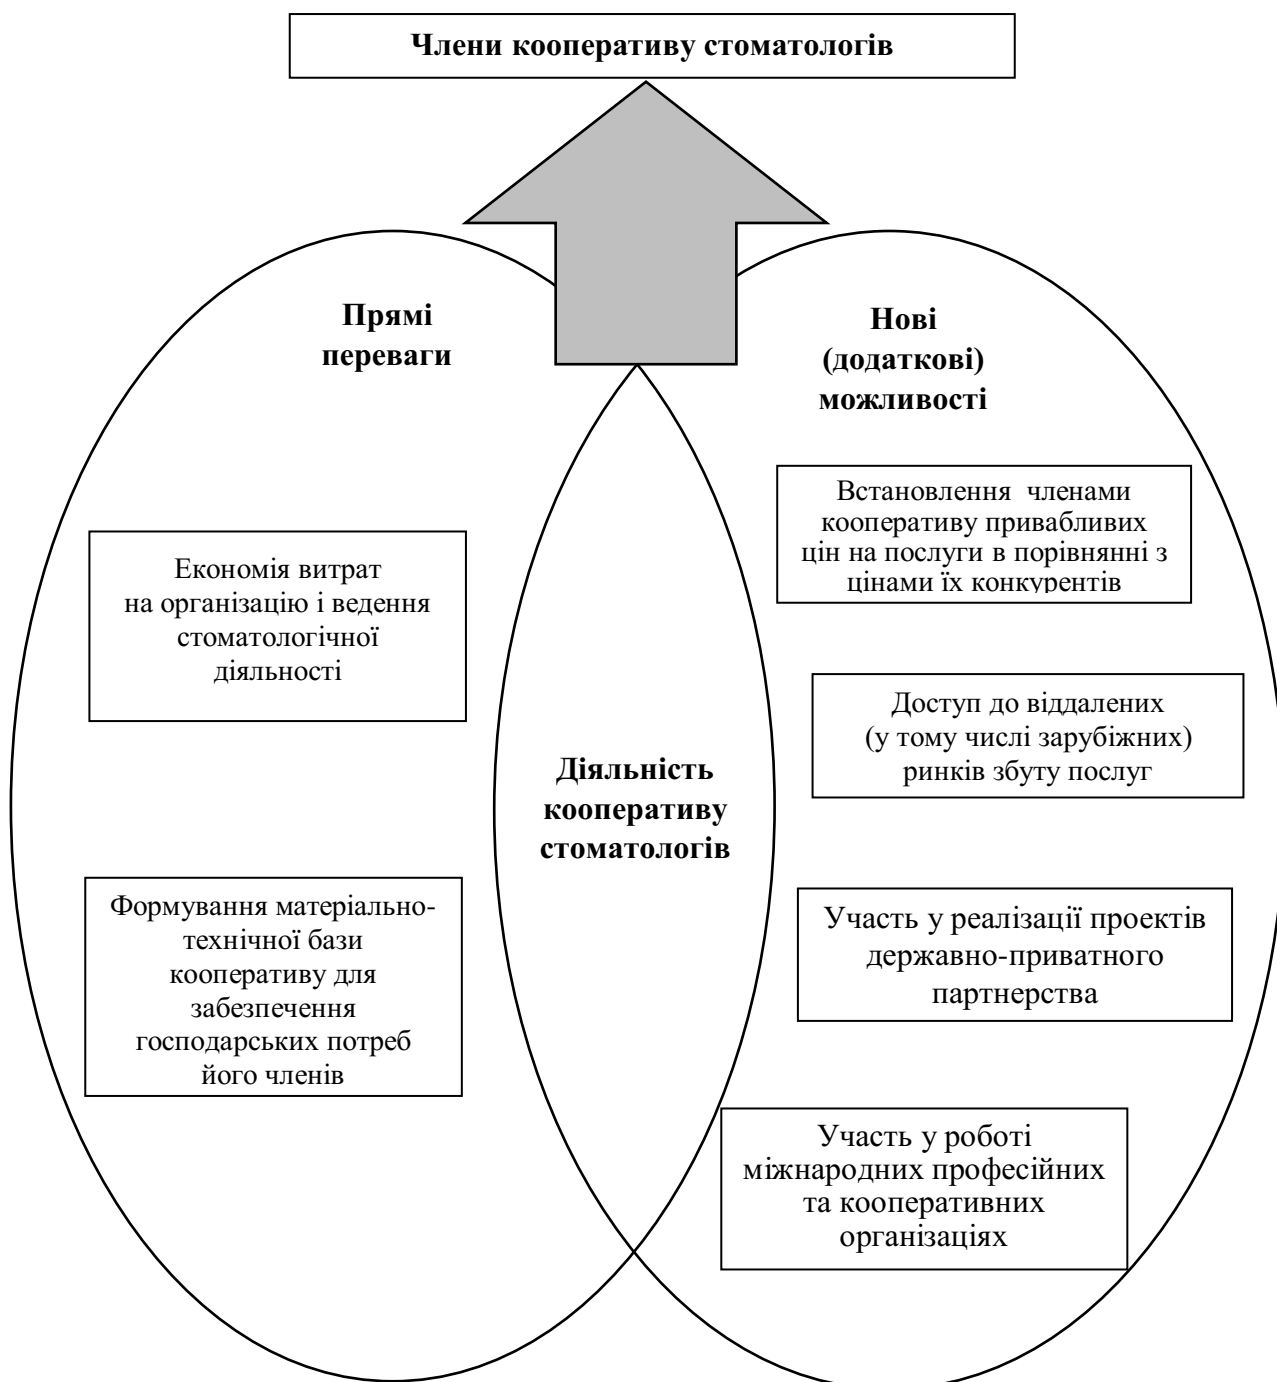 Члени кооперативу стоматологів
Прямі
переваги
Економія витрат
на організацію і ведення
стоматологічної
діяльності
Формування матеріально-
технічної бази
кооперативу для
забезпечення
господарських потреб
його членів
Діяльність
кооперативу
стоматологів
Нові
(додаткові)
можливості
Встановлення членами
кооперативу привабливих
цін на послуги в порівнянні з
цінами їх конкурентів
Доступ до віддалених
(у тому числі зарубіжних)
ринків збуту послуг
Участь у реалізації проектів
державно-приватного
партнерства
Участь у роботі
міжнародних професійних
та кооперативних
організаціях